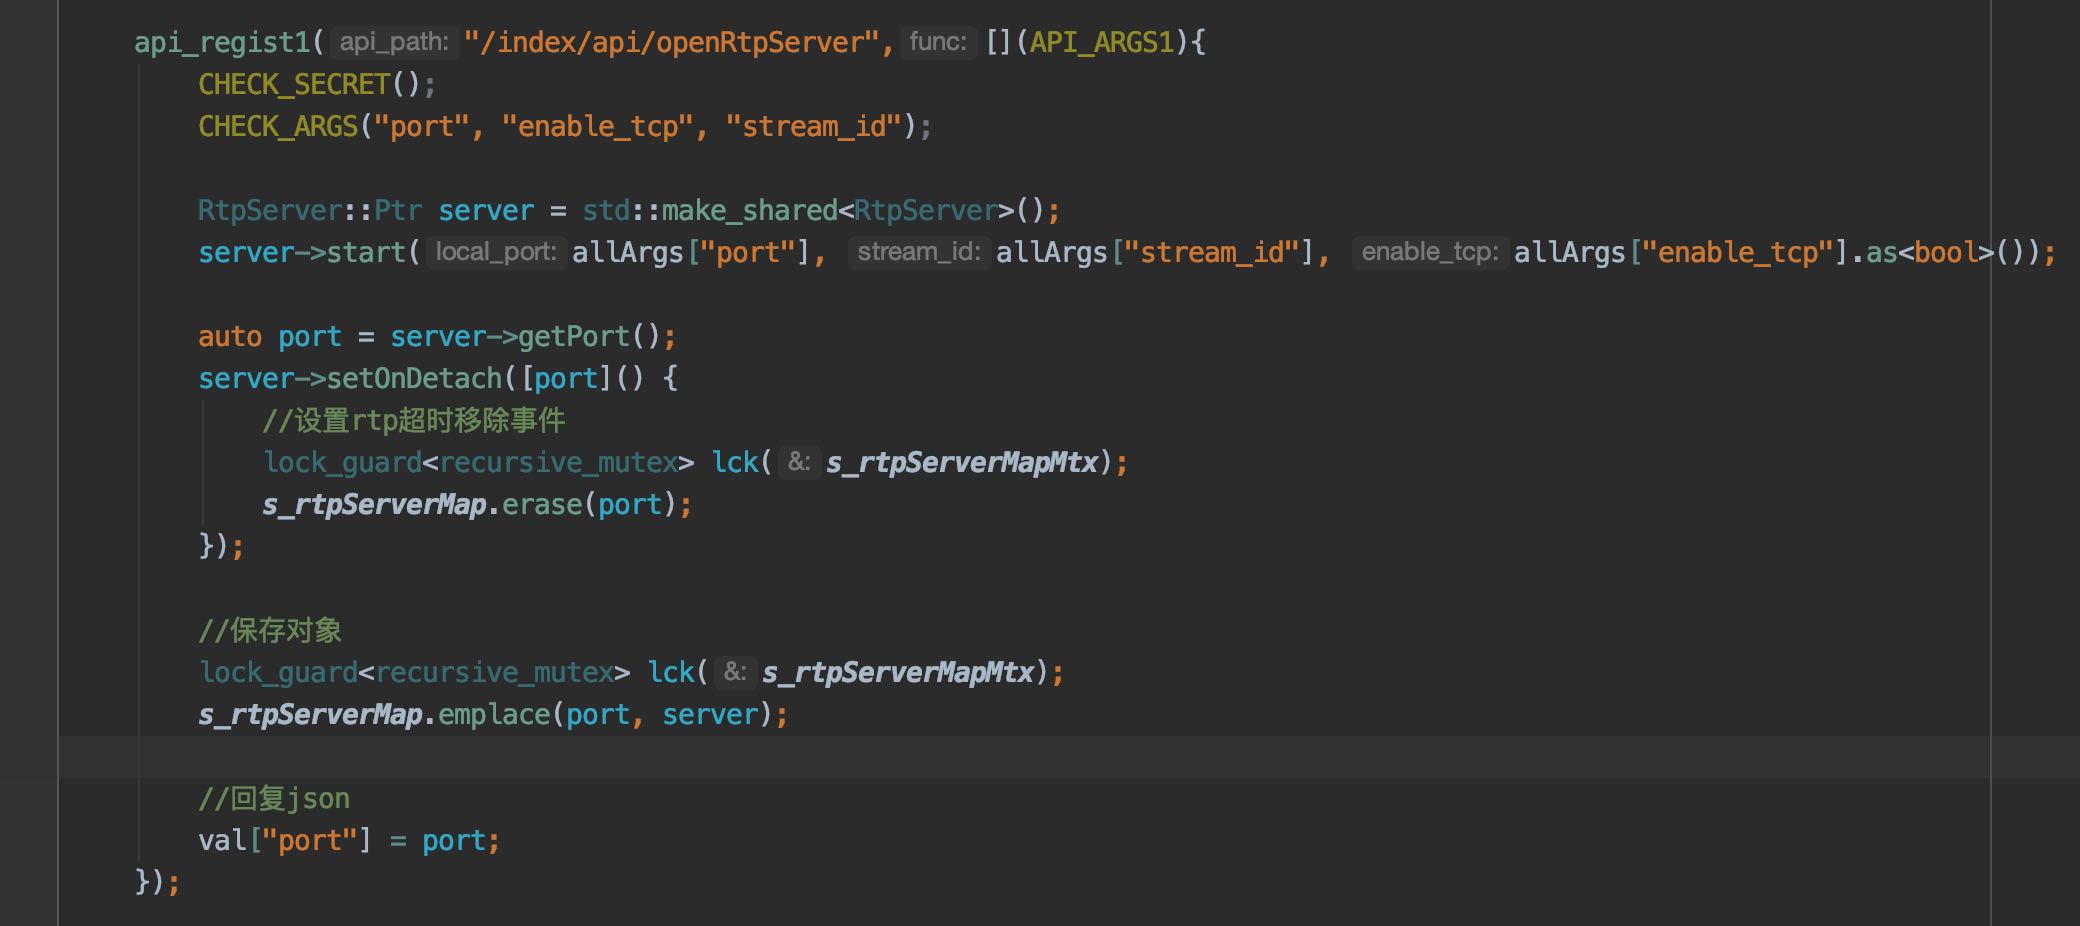 api_regist1( api_path: "/index/api/openRtpServer", func: [](API_ARGS1){
CHECK_SECRET();
CHECK_ARGS("port", "enable_tcp", "stream_id");
RtpServer::Ptr server = std::make_shared<RtpServer>();
server->start( local_port: allArgs["port"], stream_id: allArgs["stream_id"], enable_tcp: allArgs["enable_tcp"].as<bool>());
auto port = server->getPort();
server->setOnDetach([port]() {
//设置rtp超时移除事件
lock_guard<recursive_mutex> lck( &: s_rtpServerMapMtx);
s_rtpServerMap.erase(port);
});
//保存对象
lock_guard<recursive_mutex> lck( &: s_rtpServerMapMtx);
s_rtpServerMap.emplace(port, server);
//回复json
val["port"] = port;
});